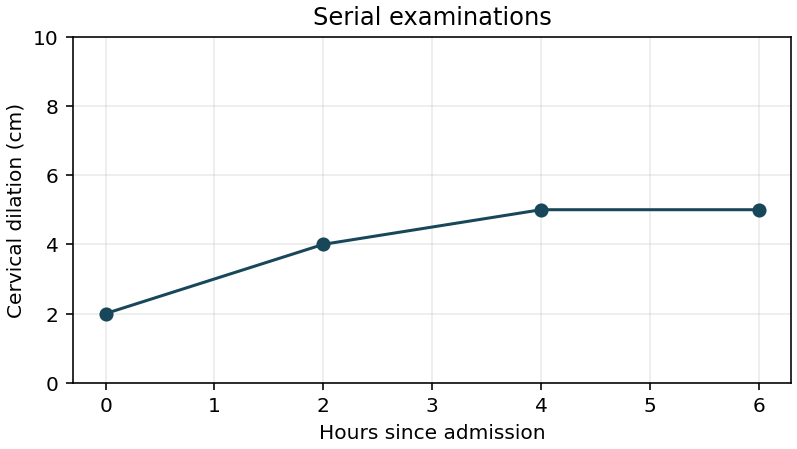 Serial examinations
Cervical dilation (cm)
10
8
6
4
2
0
0 1 2 3 4 5 6
Hours since admission